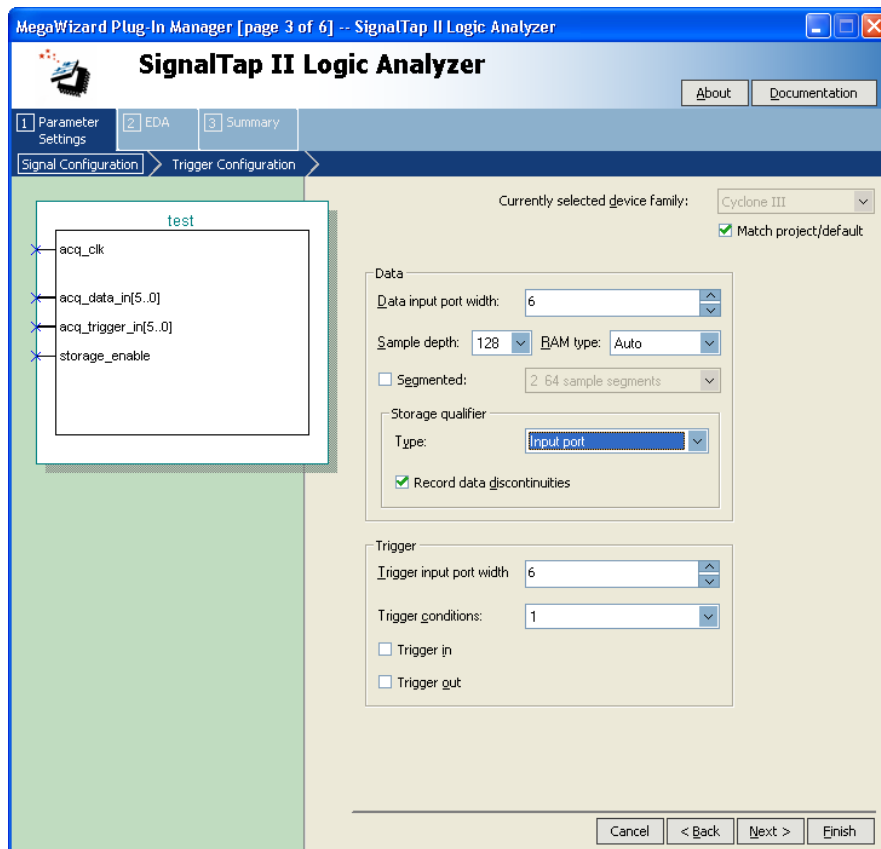 MegaWizard Plug-In Manager [page 3 of 6] -- SignalTap II Logic Analyzer
SignalTap II Logic Analyzer
About
Documentation
1 Parameter Settings
2 EDA
3 Summary
Signal Configuration
Trigger Configuration
test
acq_clk
acq_data_in[5..0]
acq_trigger_in[5..0]
storage_enable
Currently selected device family:
Cyclone III
Match project/default
Data
Data input port width:
6
Sample depth:
128
RAM type:
Auto
Segmented:
2 64 sample segments
Storage qualifier
Type:
Input port
Record data discontinuities
Trigger
Trigger input port width
6
Trigger conditions:
1
Trigger in
Trigger out
Cancel
< Back
Next >
Finish